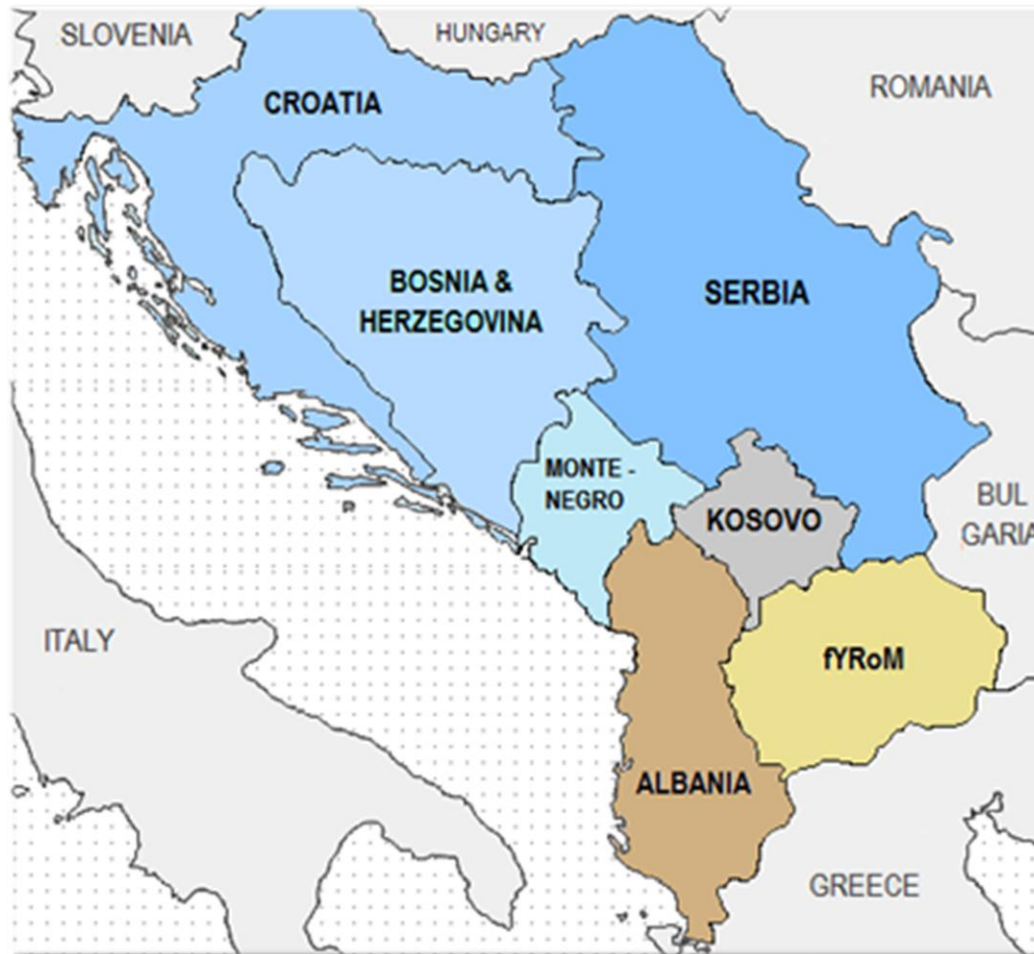 SLOVENIA
HUNGARY
ROMANIA
CROATIA
BOSNIA &
HERZEGOVINA
SERBIA
MONTE -
NEGRO
KOSOVO
BUL
GARIA
ITALY
fYRoM
ALBANIA
GREECE